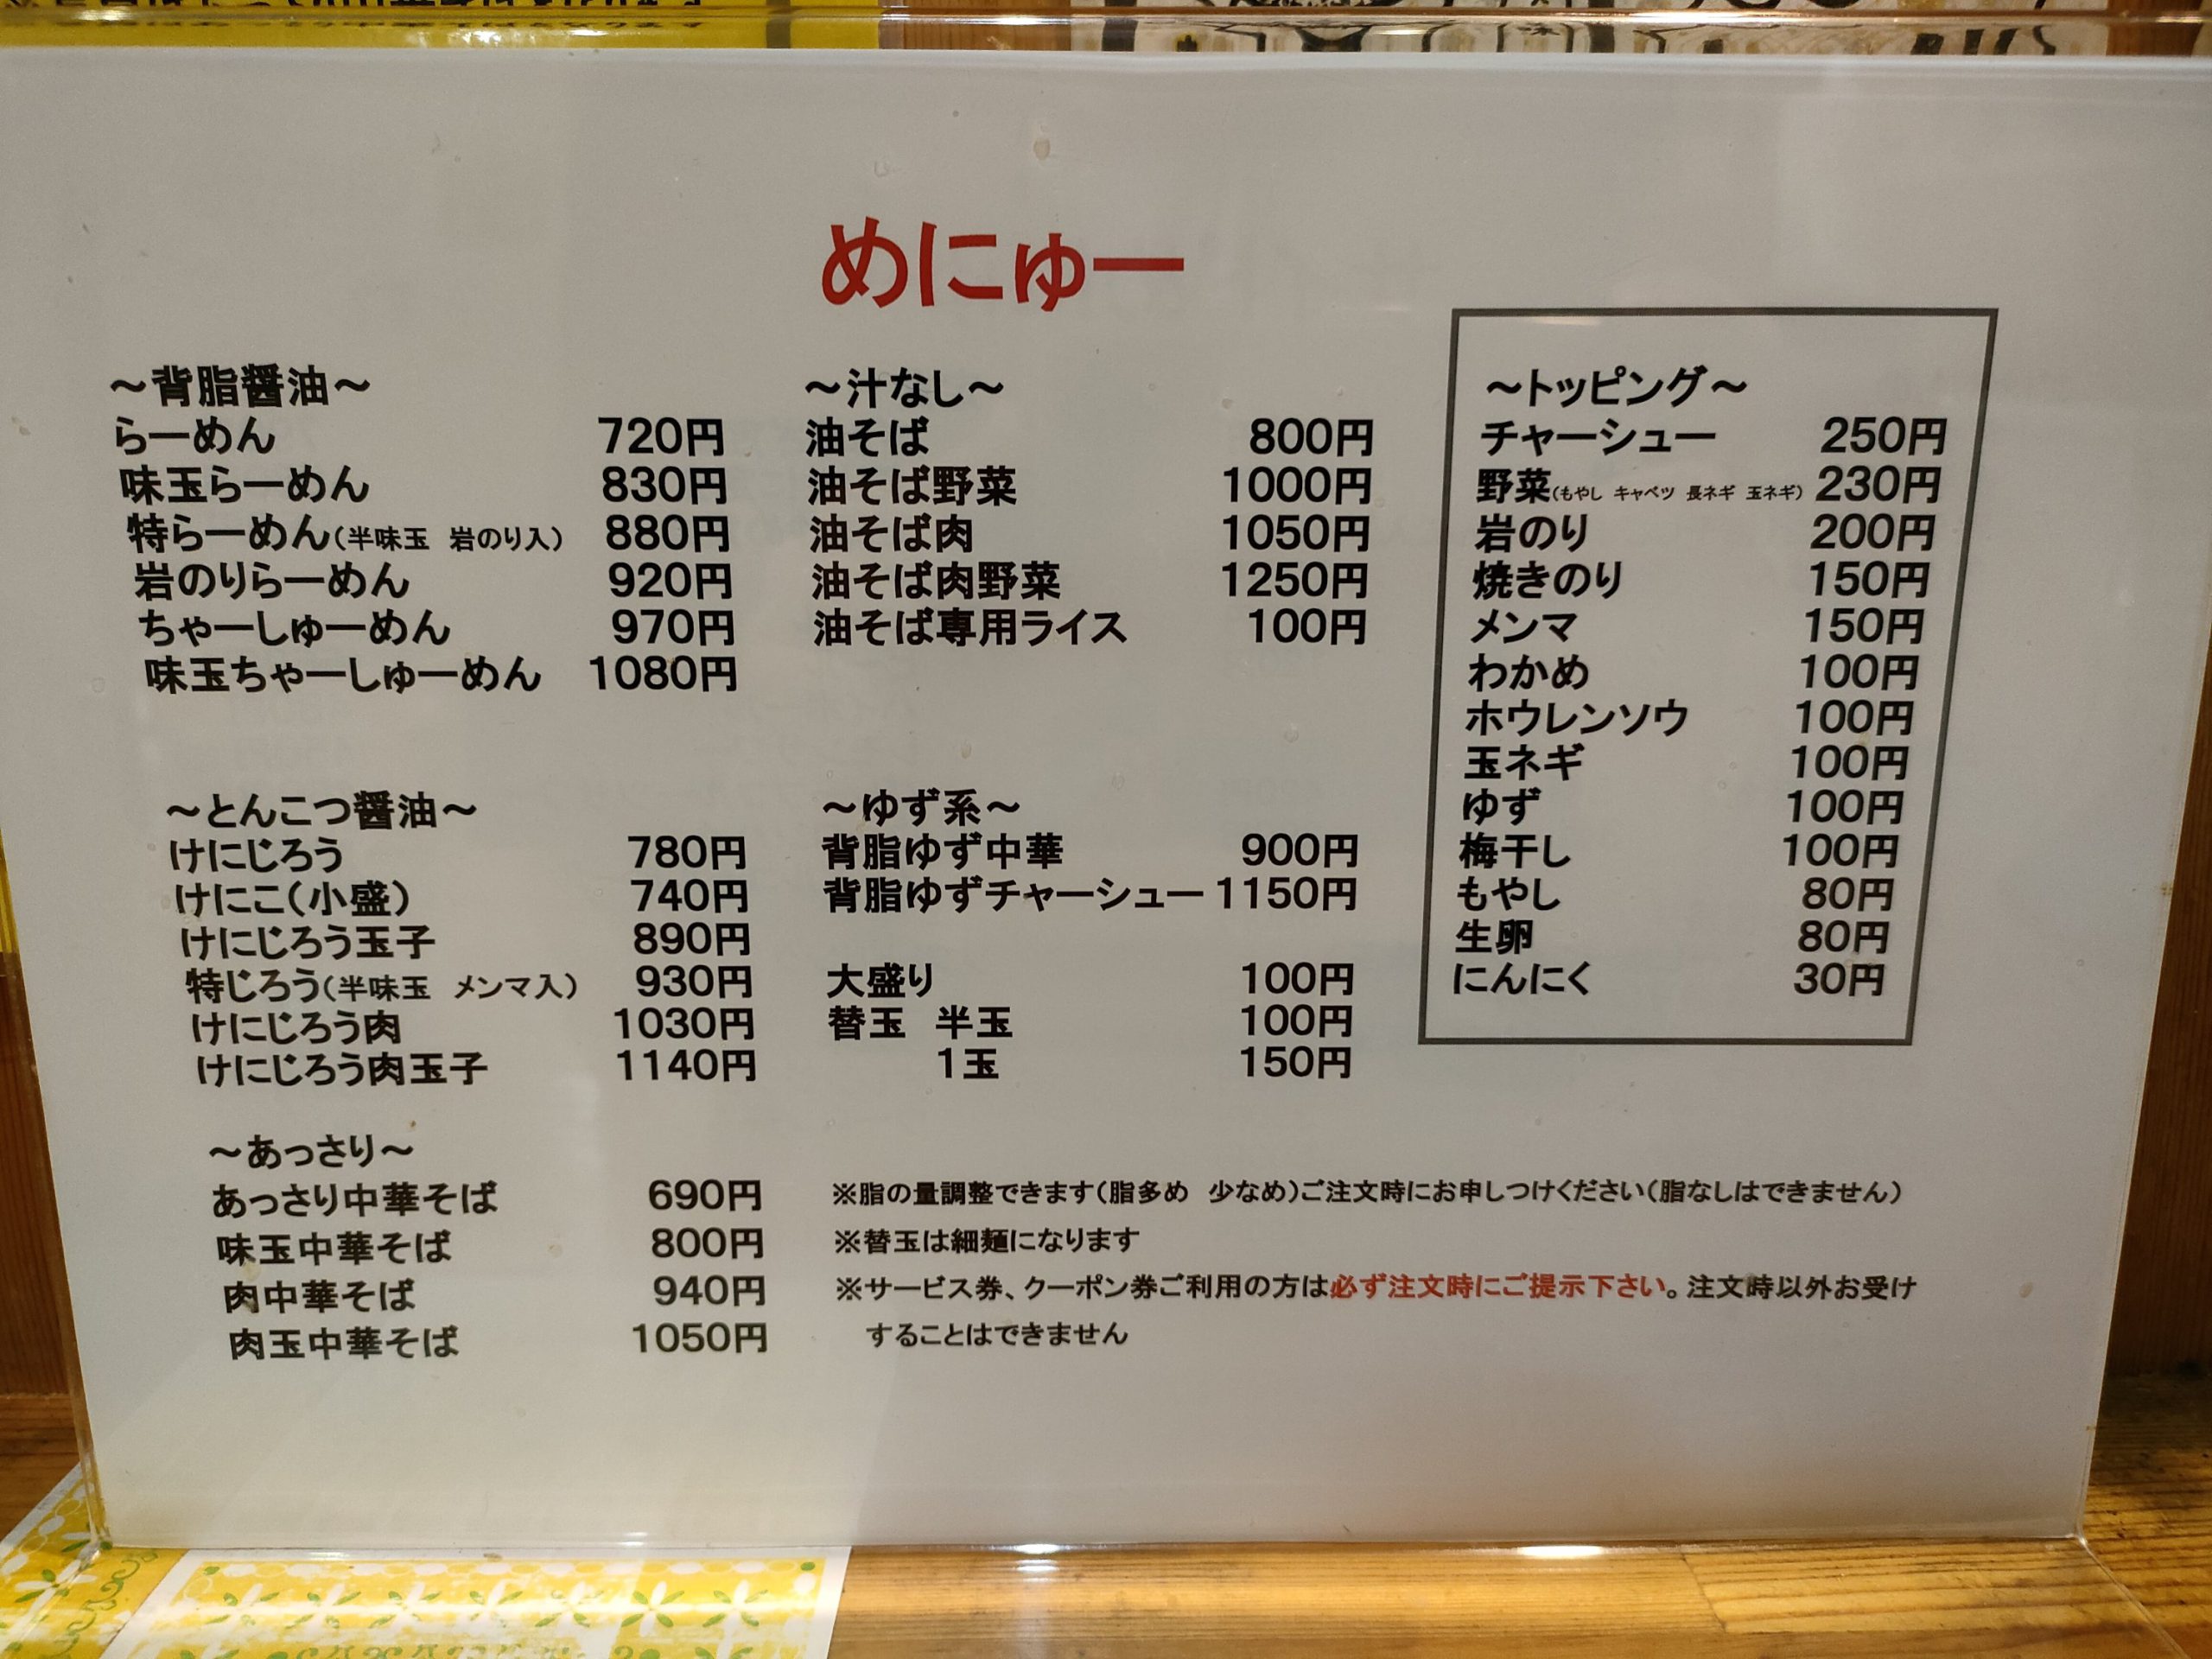 めにゅー
～背脂醤油～
らーめん 720円
味玉らーめん 830円
特らーめん(半味玉 岩のり入) 880円
岩のりらーめん 920円
ちゃーしゅーめん 970円
味玉ちゃーしゅーめん 1080円
～とんこつ醤油～
けにじろう 780円
けにこ(小盛) 740円
けにじろう玉子 890円
特じろう(半味玉 メンマ入) 930円
けにじろう肉 1030円
けにじろう肉玉子 1140円
～あっさり～
あっさり中華そば 690円
味玉中華そば 800円
肉中華そば 940円
肉玉中華そば 1050円
～汁なし～
油そば 800円
油そば野菜 1000円
油そば肉 1050円
油そば肉野菜 1250円
油そば専用ライス 100円
～ゆず系～
背脂ゆず中華 900円
背脂ゆずチャーシュー 1150円
大盛り 100円
替玉 半玉 100円
1玉 150円
～トッピング～
チャーシュー 250円
野菜(もやし キャベツ 長ネギ 玉ネギ) 230円
岩のり 200円
焼きのり 150円
メンマ 150円
わかめ 100円
ホウレンソウ 100円
玉ネギ 100円
ゆず 100円
梅干し 100円
もやし 80円
生卵 80円
にんにく 30円
※脂の量調整できます(脂多め 少なめ)ご注文時にお申しつけください(脂なしはできません)
※替玉は細麺になります
※サービス券、クーポン券ご利用の方は必ず注文時にご提示下さい。注文時以外お受け
することはできません